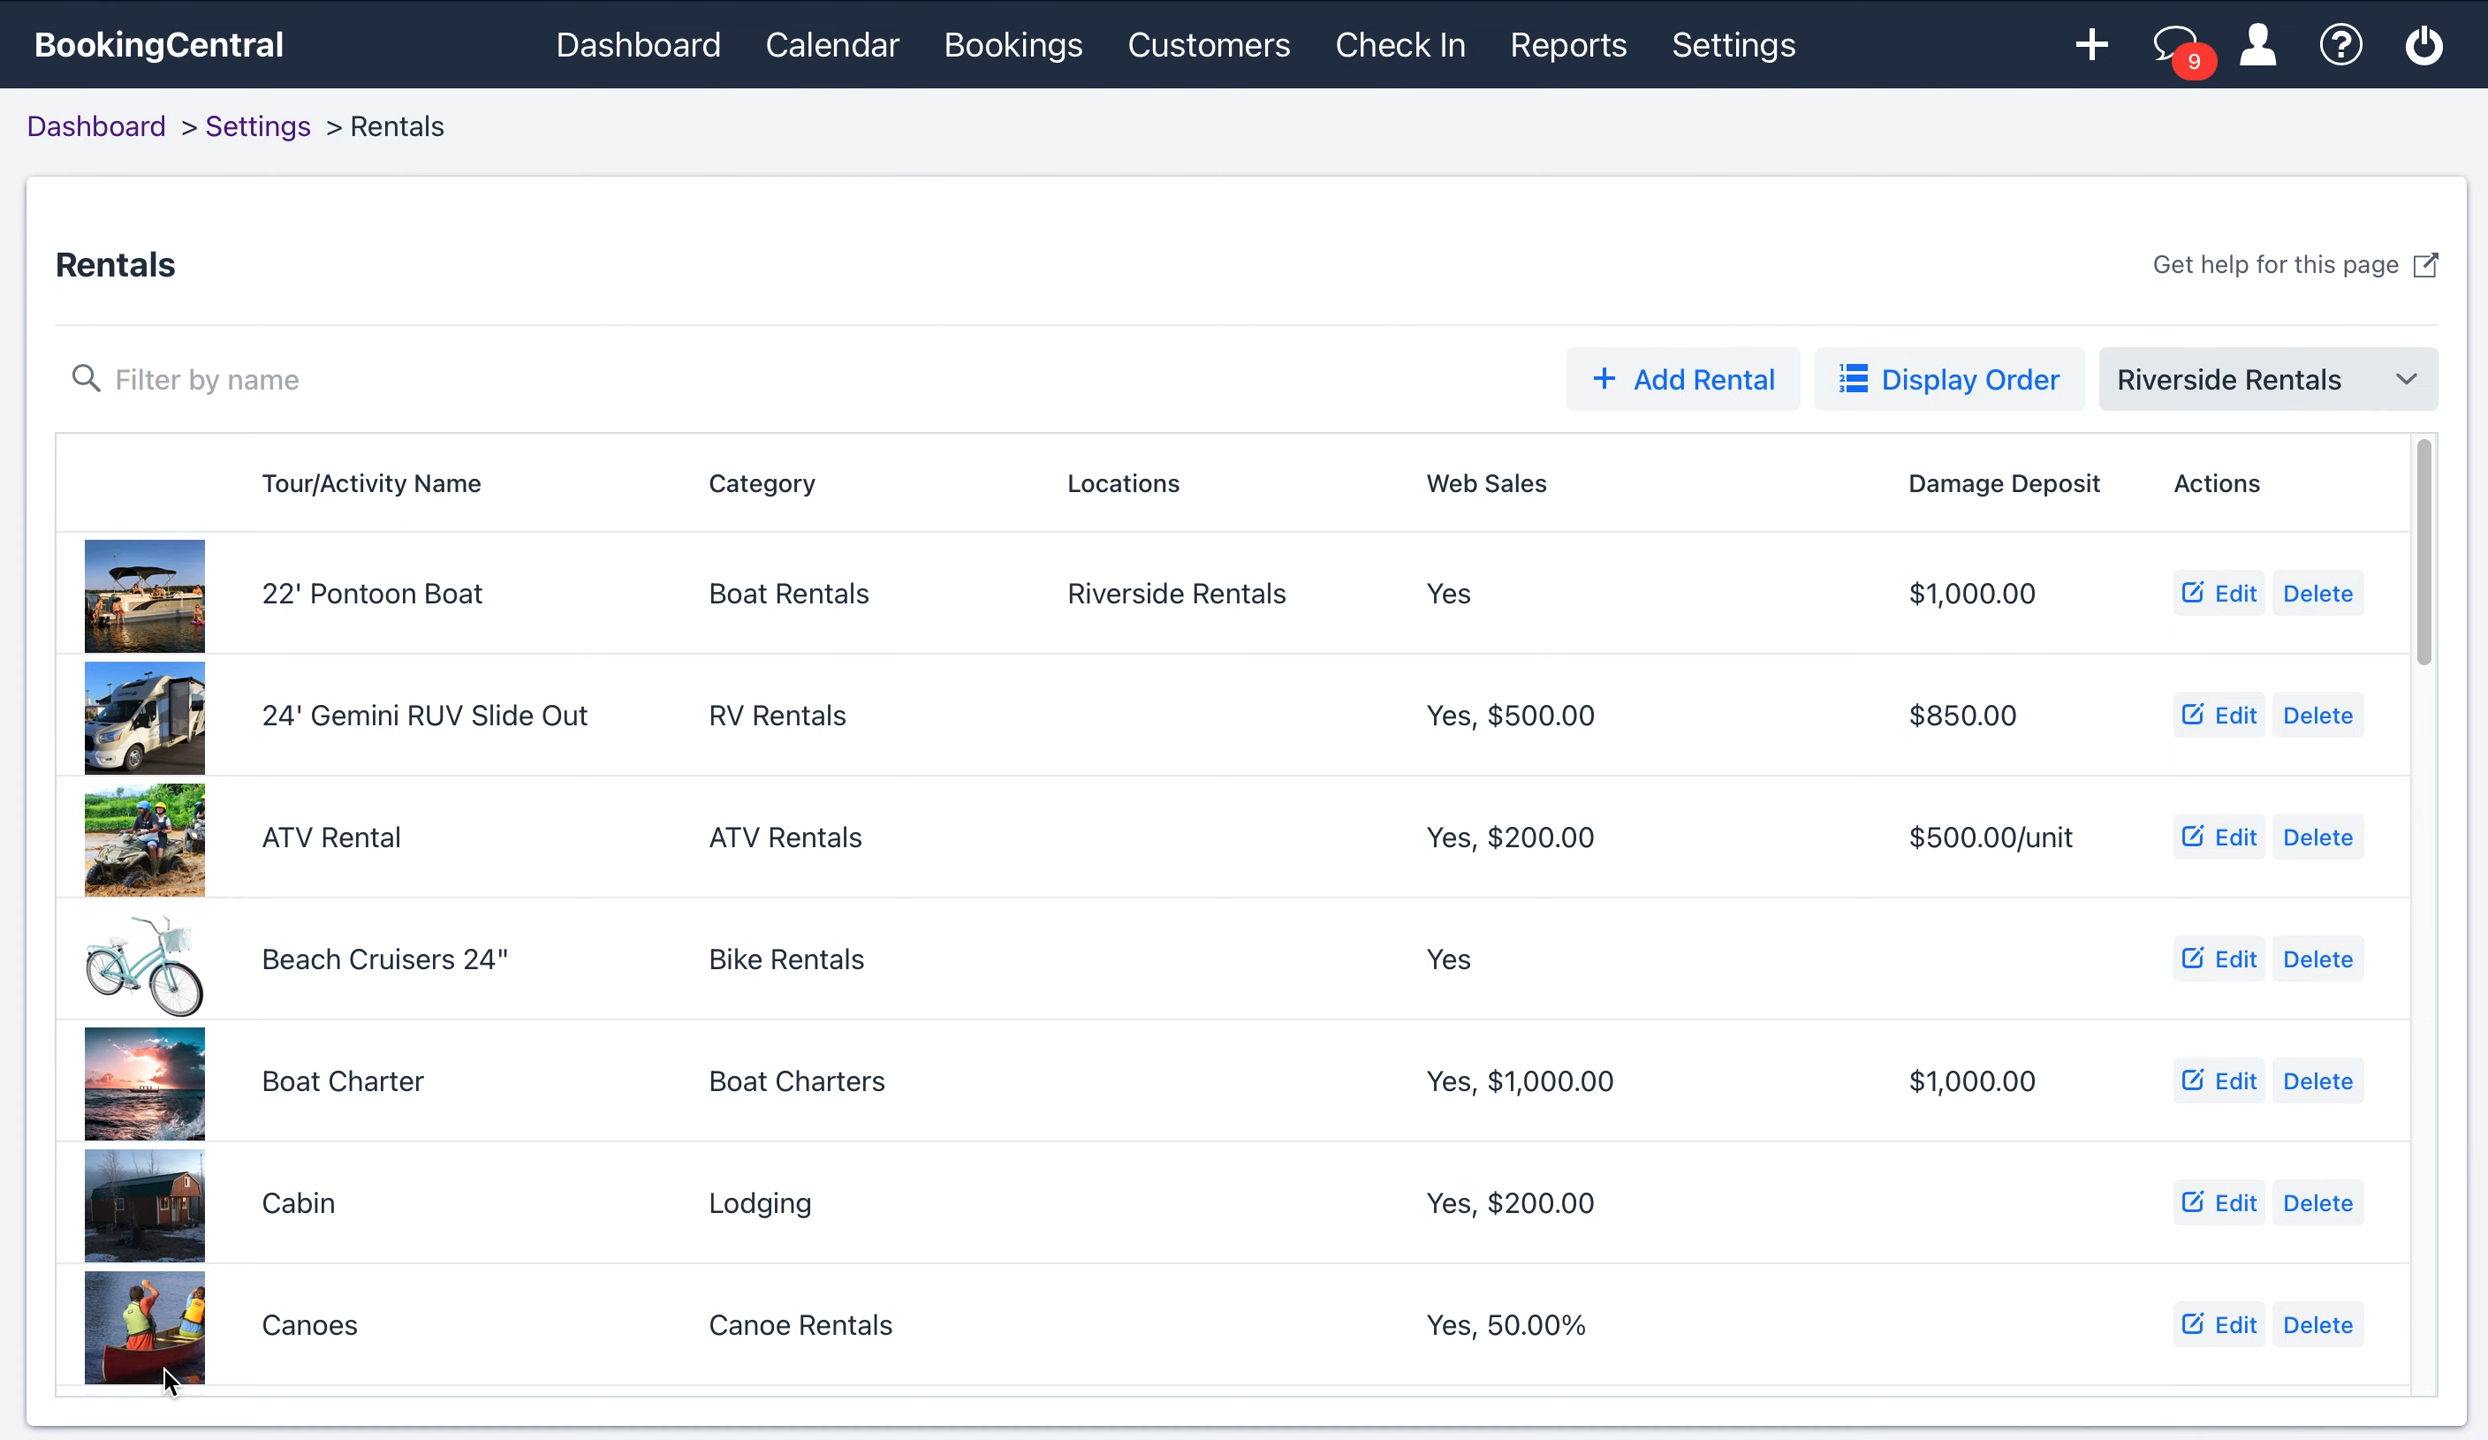 BookingCentral Dashboard Calendar Bookings Customers Check In Reports Settings 9
Dashboard > Settings > Rentals
Rentals Get help for this page
Filter by name + Add Rental Display Order Riverside Rentals
Tour/Activity Name Category Locations Web Sales Damage Deposit Actions
22' Pontoon Boat Boat Rentals Riverside Rentals Yes $1,000.00 Edit Delete
24' Gemini RUV Slide Out RV Rentals Yes, $500.00 $850.00 Edit Delete
ATV Rental ATV Rentals Yes, $200.00 $500.00/unit Edit Delete
Beach Cruisers 24" Bike Rentals Yes Edit Delete
Boat Charter Boat Charters Yes, $1,000.00 $1,000.00 Edit Delete
Cabin Lodging Yes, $200.00 Edit Delete
Canoes Canoe Rentals Yes, 50.00% Edit Delete